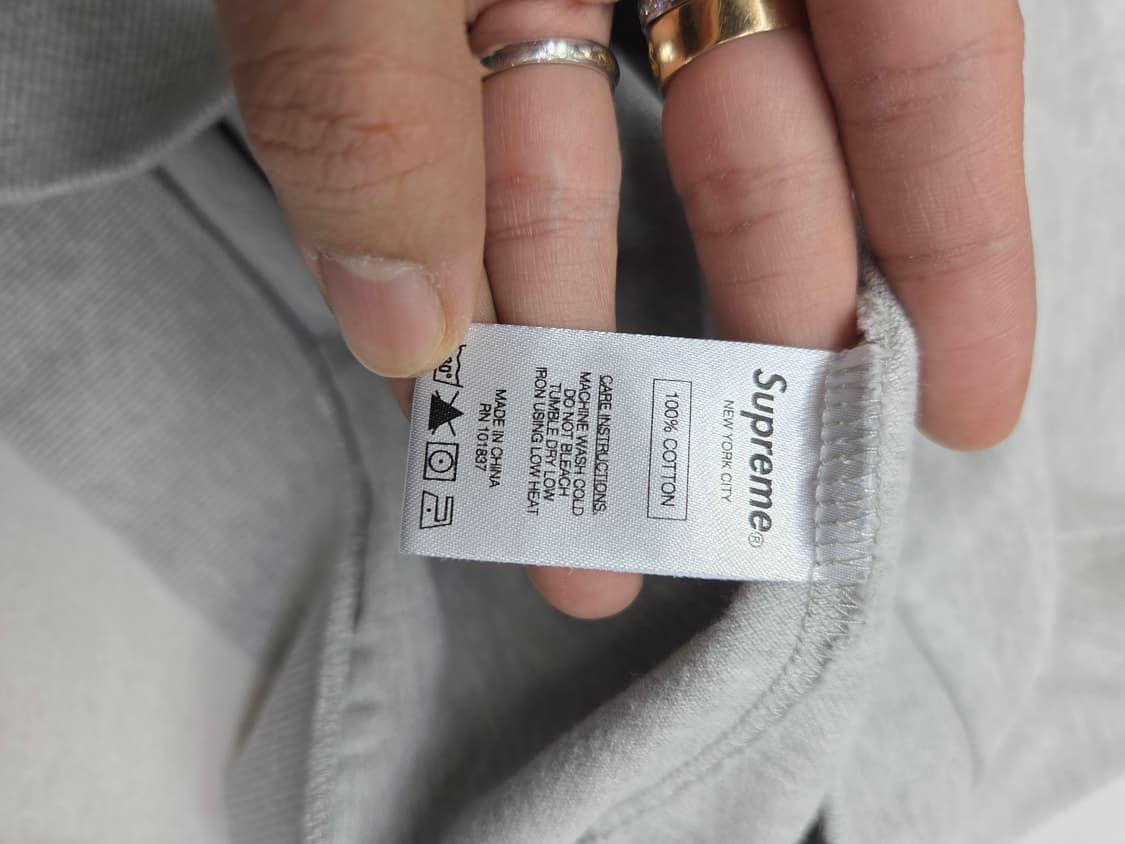 Supreme®
NEW YORK CITY
100% COTTON
CARE INSTRUCTIONS:
MACHINE WASH COLD
DO NOT BLEACH
TUMBLE DRY LOW
IRON USING LOW HEAT
MADE IN CHINA
RN 101837
30°